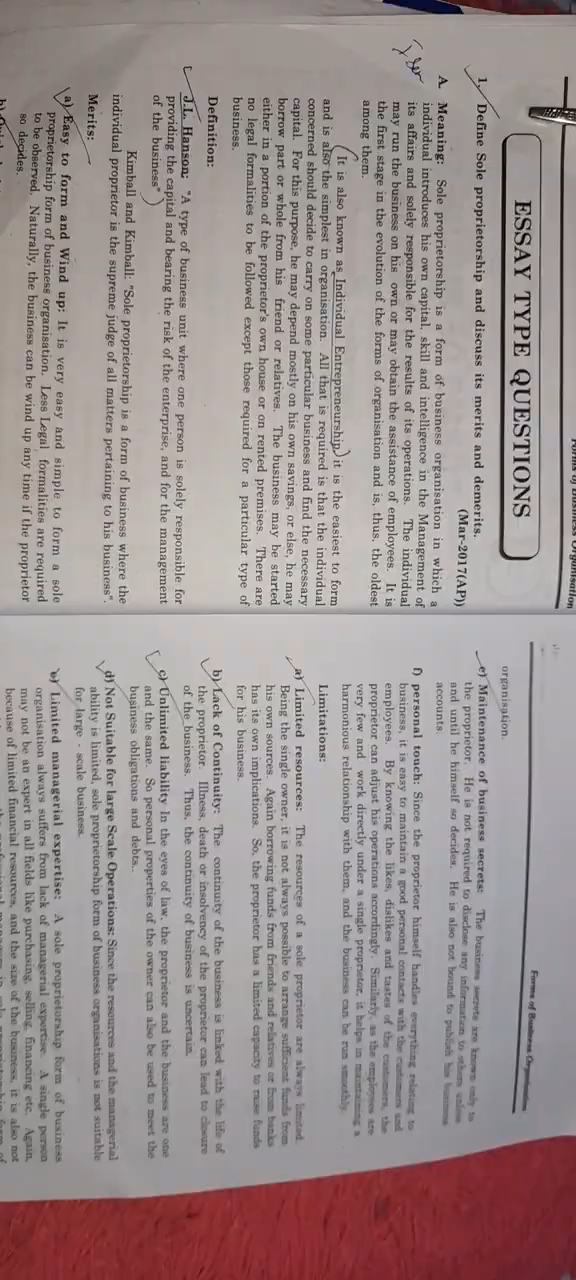 Forms of Business Organisation
ESSAY TYPE QUESTIONS
1. Define Sole proprietorship and discuss its merits and demerits.
(Mar-2017(AP))
A. Meaning: Sole proprietorship is a form of business organisation in which a
individual introduces his own capital, skill and intelligence in the Management of
its affairs and solely responsible for the results of its operations. The individual
may run the business on his own or may obtain the assistance of employees. It is
the first stage in the evolution of the forms of organisation and is, thus, the oldest
among them.
It is also known as Individual Entrepreneurship, it is the easiest to form
and is also the simplest in organisation. All that is required is that the individual
concerned should decide to carry on some particular business and find the necessary
capital. For this purpose, he may depend mostly on his own savings, or else, he may
borrow part or whole from his friend or relatives. The business may be started
either in a portion of the proprietor's own house or on rented premises. There are
no legal formalities to be followed except those required for a particular type of
business.
Definition:
J.L. Hanson: "A type of business unit where one person is solely responsible for
providing the capital and bearing the risk of the enterprise, and for the management
of the business".
Kimball and Kimball: "Sole proprietorship is a form of business where the
individual proprietor is the supreme judge of all matters pertaining to his business".
Merits:
a) Easy to form and Wind up: It is very easy and simple to form a sole
proprietorship form of business organisation. Less Legal formalities are required
to be observed. Naturally, the business can be wind up any time if the proprietor
so decides.
Forms of Business Organisation
organisation.
e) Maintenance of business secrets: The business secrets are known only to
the proprietor. He is not required to disclose any information to others unless
and until he himself so decides. He is also not bound to publish his business
accounts.
f) personal touch: Since the proprietor himself handles everything relating to
business, it is easy to maintain a good personal contacts with the customers and
employees. By knowing the likes, dislikes and tastes of the customers, the
proprietor can adjust his operations accordingly. Similarly, as the employees are
very few and work directly under a single proprietor, it helps in maintaining a
harmonious relationship with them, and the business can be run smoothly.
Limitations:
a) Limited resources: The resources of a sole proprietor are always limited.
Being the single owner, it is not always possible to arrange sufficient funds from
his own sources. Again borrowing funds from friends and relatives or from banks
has its own implications. So, the proprietor has a limited capacity to raise funds
for his business.
b) Lack of Continuity: The continuity of the business is linked with the life of
the proprietor. Illness, death or insolvency of the proprietor can lead to closure
of the business. Thus, the continuity of business is uncertain.
c) Unlimited liability In the eyes of law, the proprietor and the business are one
and the same. So personal properties of the owner can also be used to meet the
business obligations and debts..
d) Not Suitable for large Scale Operations: Since the resources and the managerial
ability is limited, sole proprietorship form of business organisations is not suitable
for large - scale business.
e) Limited managerial expertise: A sole proprietorship form of business
organisation always suffers from lack of managerial expertise. A single person
may not be an expert in all fields like purchasing, selling, financing etc. Again,
because of limited financial resources, and the size of the business, it is also not